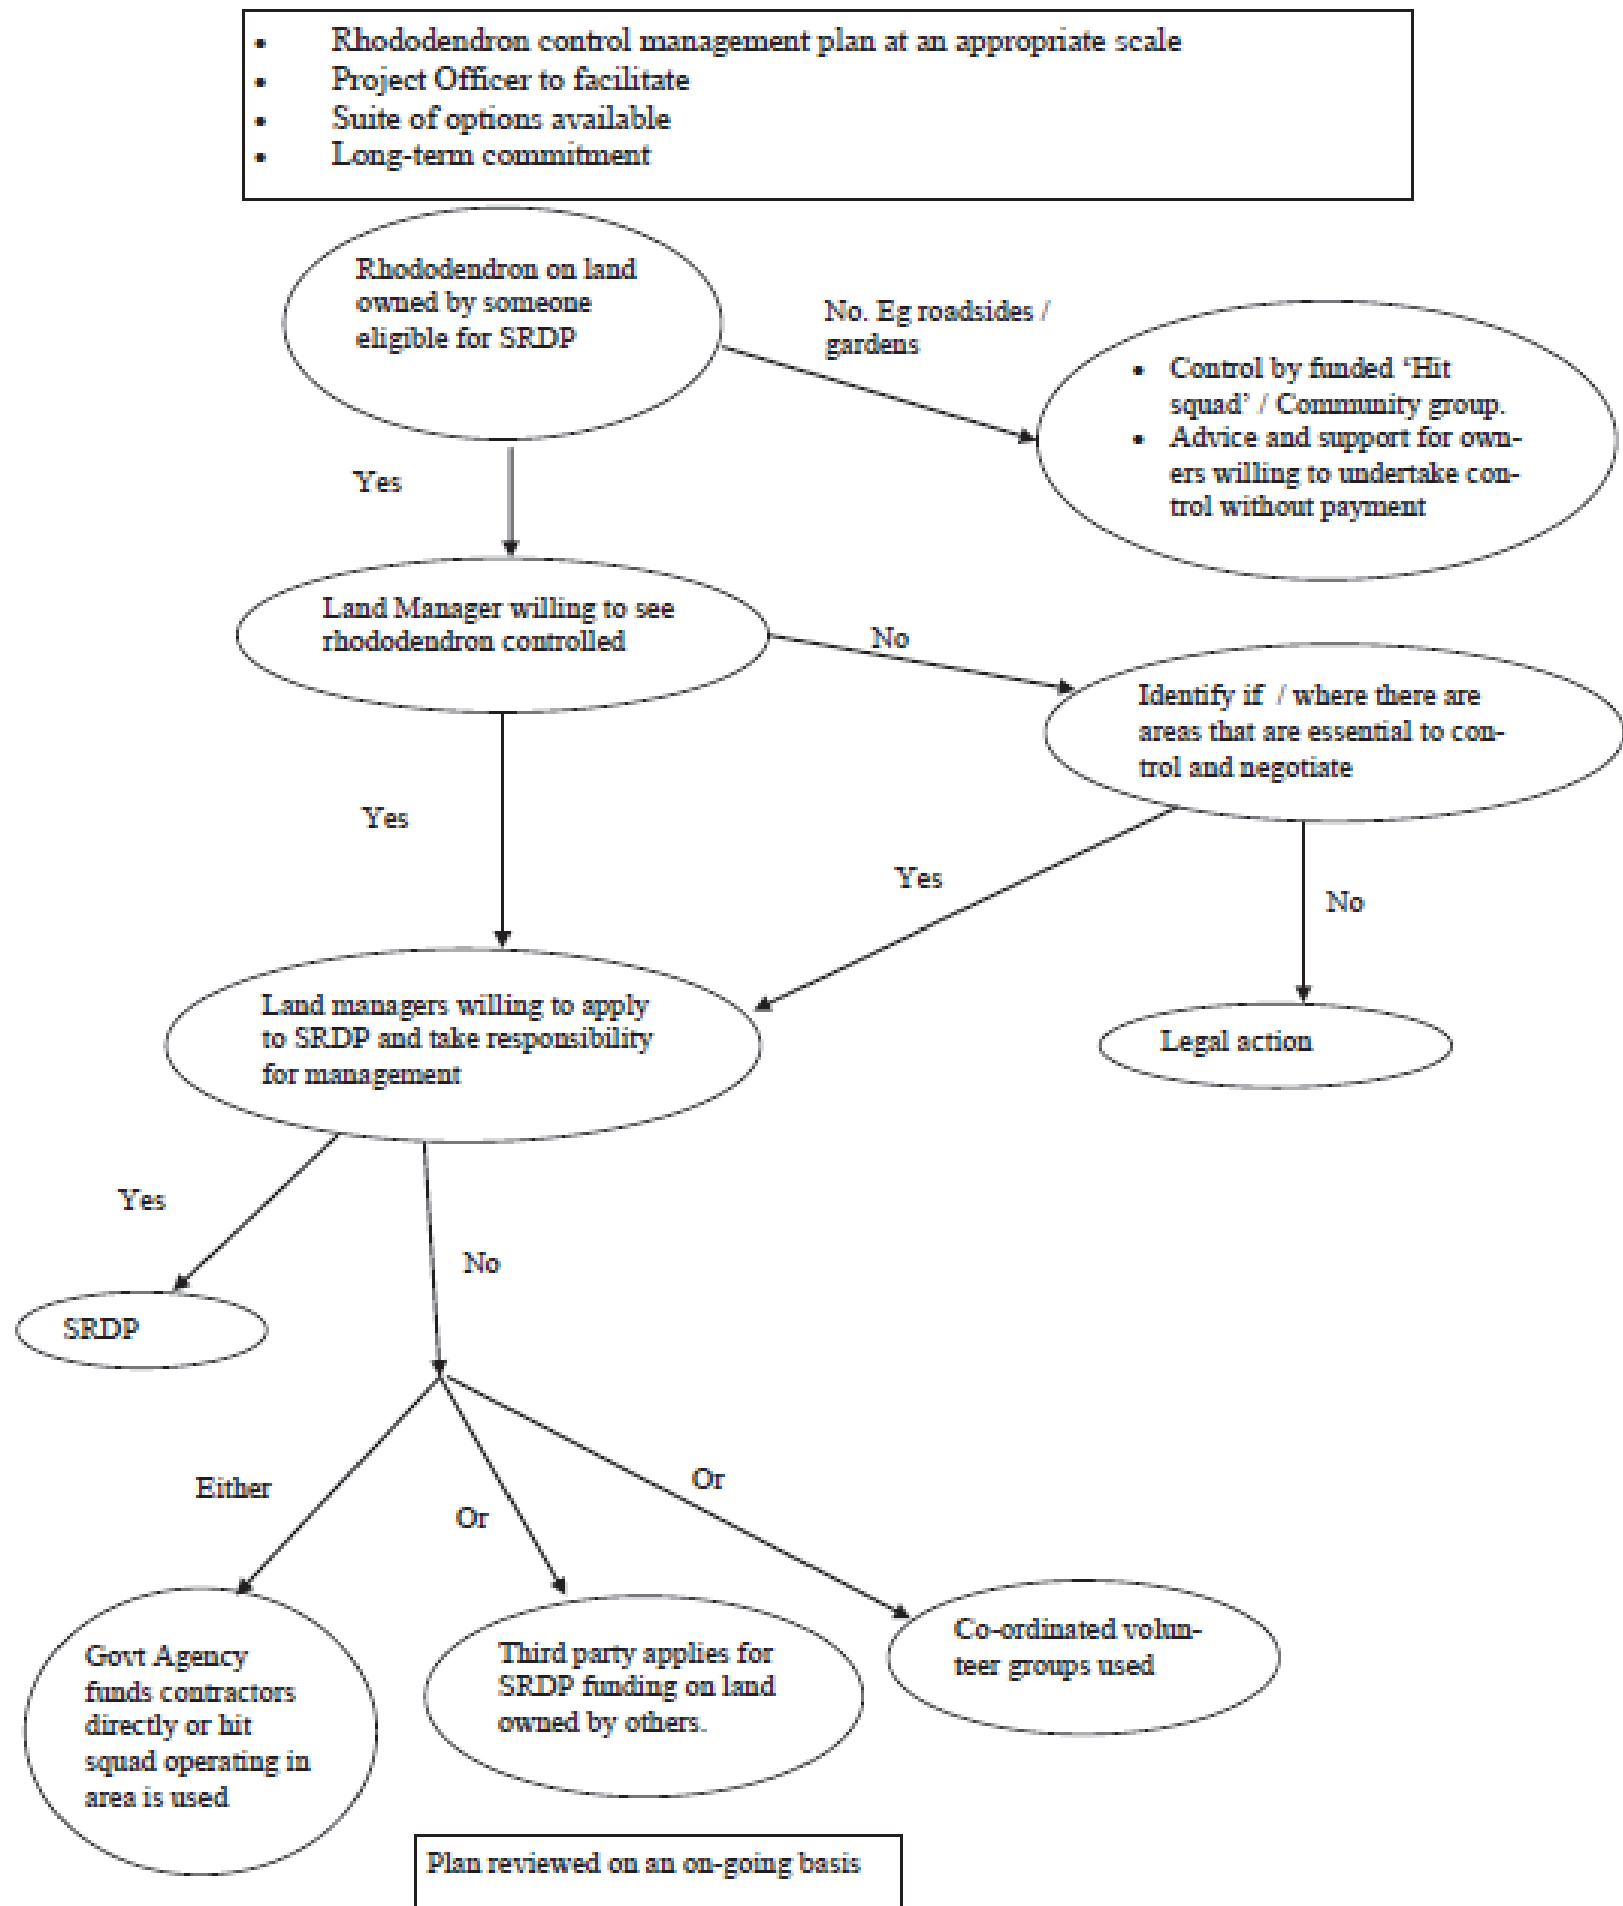 • Rhododendron control management plan at an appropriate scale
• Project Officer to facilitate
• Suite of options available
• Long-term commitment
Rhododendron on land
owned by someone
eligible for SRDP
No. Eg roadsides /
gardens
• Control by funded ‘Hit
squad’ / Community group.
• Advice and support for own-
ers willing to undertake con-
trol without payment
Yes
Land Manager willing to see
rhododendron controlled
No
Identify if / where there are
areas that are essential to con-
trol and negotiate
Yes
Yes
No
Land managers willing to apply
to SRDP and take responsibility
for management
Legal action
Yes
No
SRDP
Either
Or
Or
Govt Agency
funds contractors
directly or hit
squad operating in
area is used
Third party applies for
SRDP funding on land
owned by others.
Co-ordinated volun-
teer groups used
Plan reviewed on an on-going basis